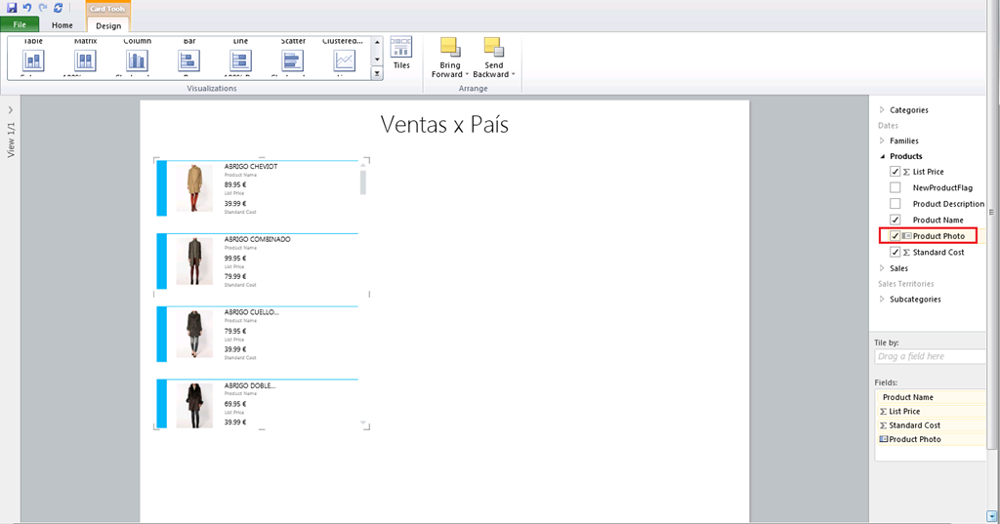 Card Tools
File Home Design
Table Matrix Column Bar Line Scatter Clustered...
Tiles
Bring Forward
Send Backward
Visualizations
Arrange
View 1/1
Ventas x País
ABRIGO CHEVIOT
Product Name
89.95 €
List Price
39.99 €
Standard Cost
ABRIGO COMBINADO
Product Name
99.95 €
List Price
79.99 €
Standard Cost
ABRIGO CUELLO...
Product Name
79.95 €
List Price
39.99 €
Standard Cost
ABRIGO DOBLE...
Product Name
69.95 €
List Price
39.99 €
Categories
Dates
Families
Products
Σ List Price
NewProductFlag
Product Description
Product Name
Product Photo
Σ Standard Cost
Sales
Sales Territories
Subcategories
Tile by:
Drag a field here
Fields:
Product Name
Σ List Price
Σ Standard Cost
Product Photo